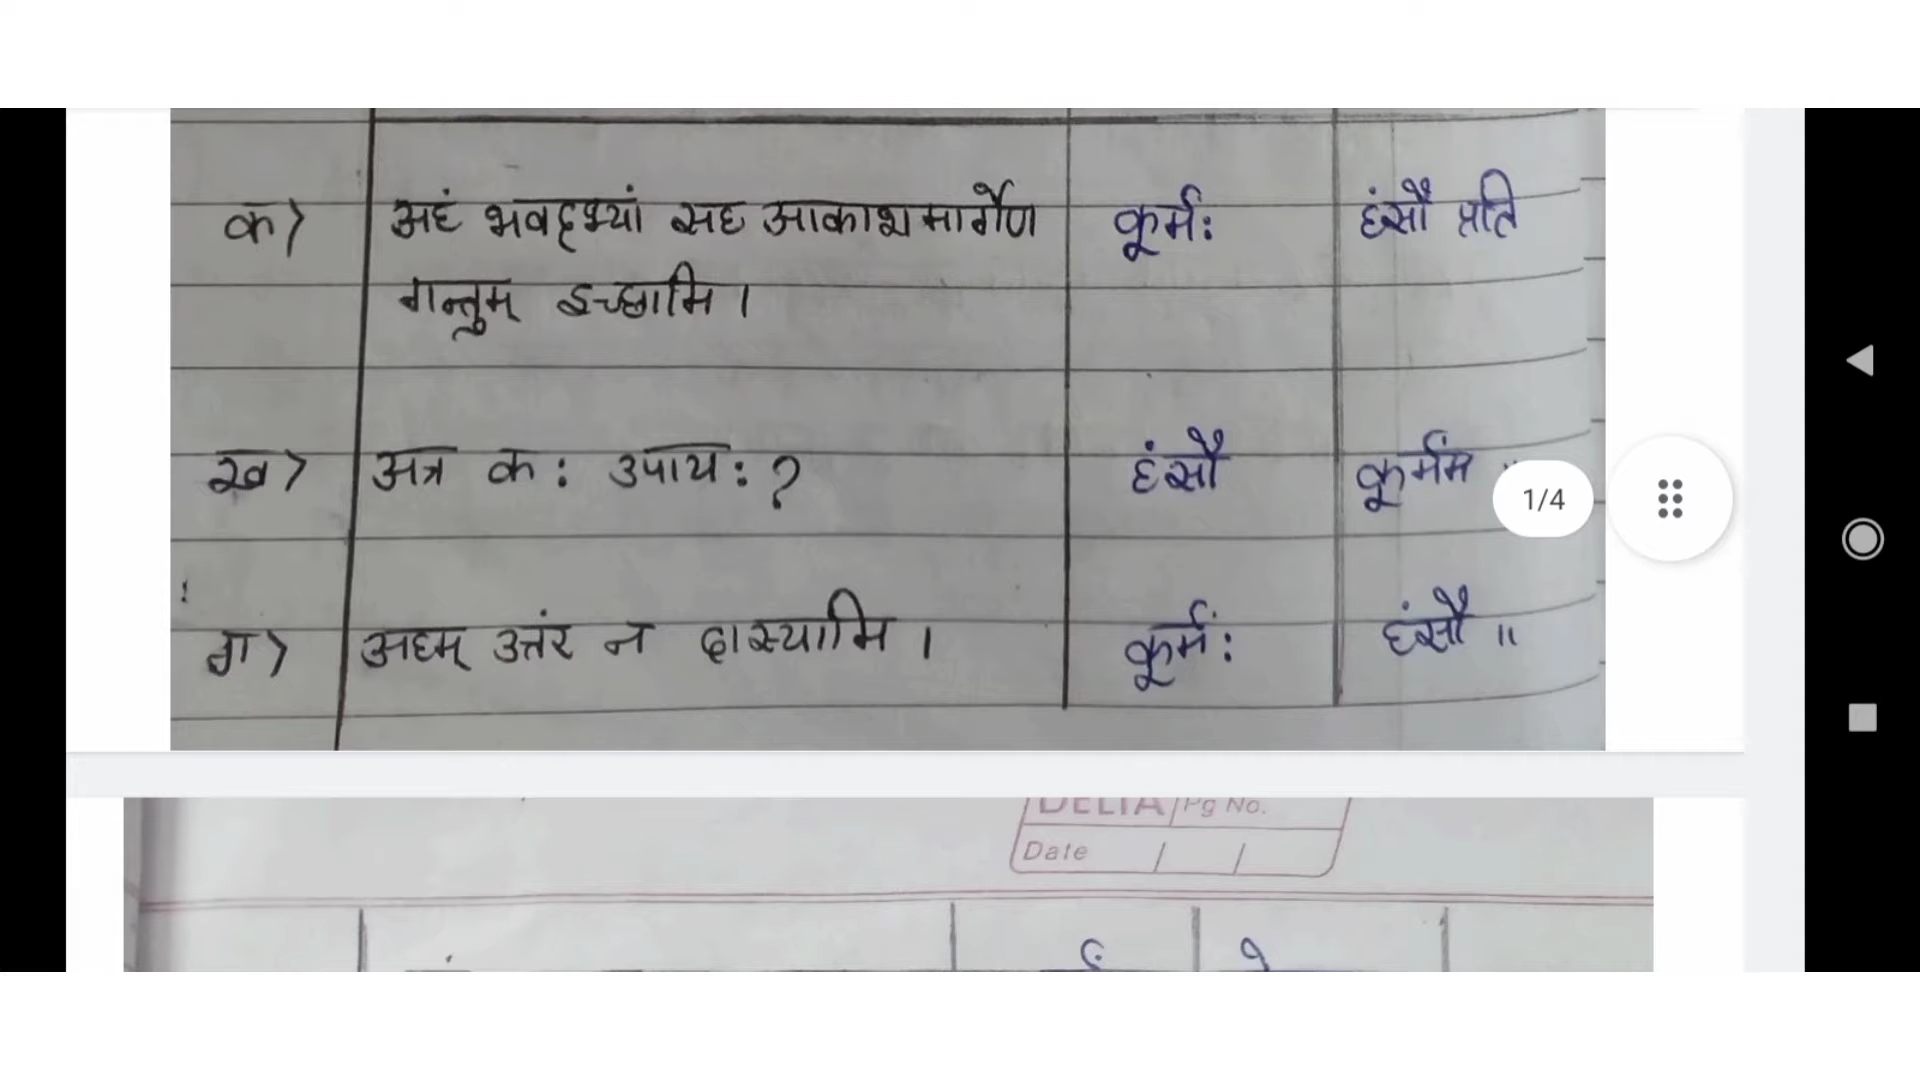 क> अहं भवद्भ्यां सह आकाशमार्गेण कूर्मः हंसौ प्रति
गन्तुम् इच्छामि।
ख> अत्र कः उपायः? हंसौ कूर्मम् "
1/4
ग> अहम् उत्तंर न दास्यामि। कूर्मः हंसौ "
DELTA Pg No.
Date / /